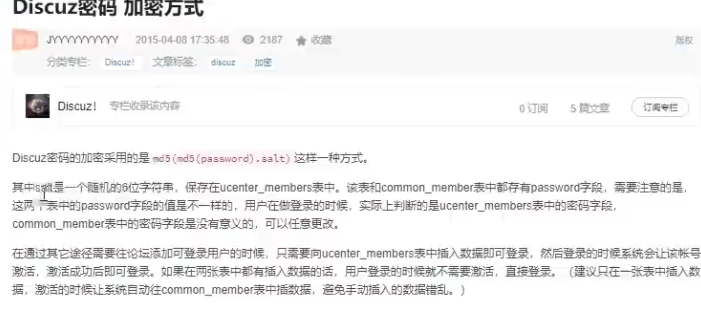 Discuz密码 加密方式
JYYYYYYYYYY 2015-04-08 17:35:48 2187 收藏 版权
分类专栏： Discuz! 文章标签： discuz 加密
Discuz! 专栏收录该内容 0 订阅 5 篇文章 订阅专栏
Discuz密码的加密采用的是 md5(md5(password).salt) 这样一种方式。
其中salt是一个随机的6位字符串，保存在ucenter_members表中。该表和common_member表中都存有password字段，需要注意的是，
这两个表中的password字段的值是不一样的，用户在做登录的时候，实际上判断的是ucenter_members表中的密码字段，
common_member表中的密码字段是没有意义的，可以任意更改。
在通过其它途径需要往论坛添加可登录用户的时候，只需要向ucenter_members表中插入数据即可登录，然后登录的时候系统会让该帐号
激活，激活成功后即可登录。如果在两张表中都有插入数据的话，用户登录的时候就不需要激活，直接登录。（建议只在一张表中插入数
据，激活的时候让系统自动往common_member表中插数据，避免手动插入的数据错乱。）